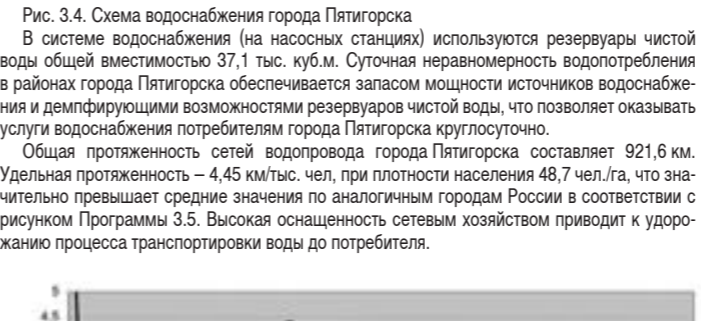 Рис. 3.4. Схема водоснабжения города Пятигорска
В системе водоснабжения (на насосных станциях) используются резервуары чистой
воды общей вместимостью 37,1 тыс. куб.м. Суточная неравномерность водопотребления
в районах города Пятигорска обеспечивается запасом мощности источников водоснабже-
ния и демпфирующими возможностями резервуаров чистой воды, что позволяет оказывать
услуги водоснабжения потребителям города Пятигорска круглосуточно.
Общая протяженность сетей водопровода города Пятигорска составляет 921,6 км.
Удельная протяженность – 4,45 км/тыс. чел, при плотности населения 48,7 чел./га, что зна-
чительно превышает средние значения по аналогичным городам России в соответствии с
рисунком Программы 3.5. Высокая оснащенность сетевым хозяйством приводит к удоро-
жанию процесса транспортировки воды до потребителя.
5
4.5